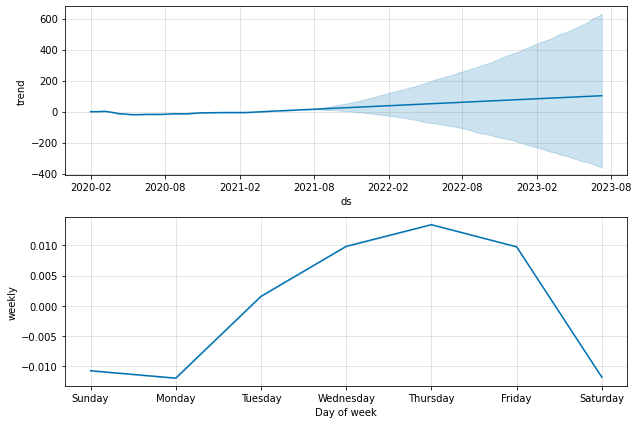 600
400
200
0
−200
−400
trend
2020-02 2020-08 2021-02 2021-08 2022-02 2022-08 2023-02 2023-08
ds
0.010
0.005
0.000
−0.005
−0.010
weekly
Sunday Monday Tuesday Wednesday Thursday Friday Saturday
Day of week